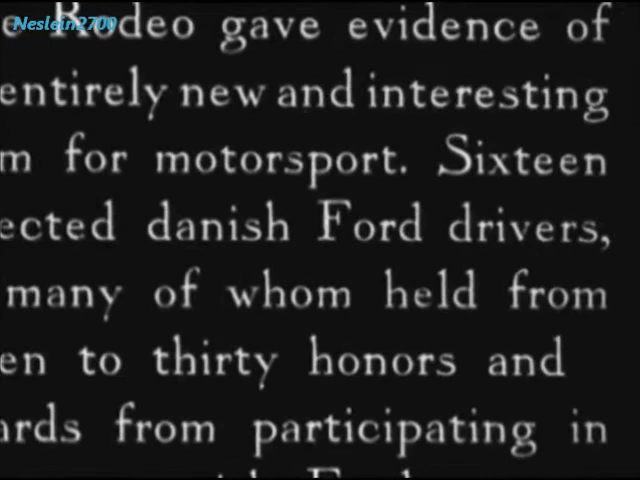 Neslein2700
e Rodeo gave evidence of
entirely new and interesting
m for motorsport. Sixteen
ected danish Ford drivers,
many of whom held from
en to thirty honors and
ards from participating in